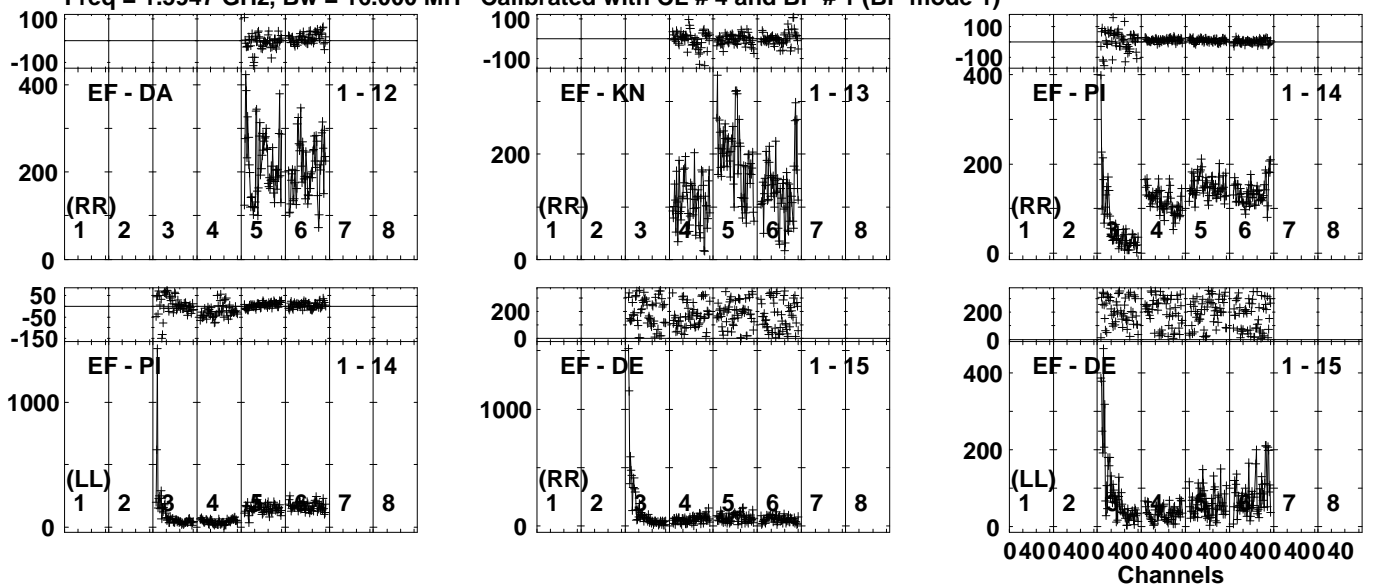 Freq = 1.5947 GHz, Bw = 16.000 MH Calibrated with CL # 4 and BP # 1 (BP mode 1)
100
-100
400
200
0
EF - DA
1 - 12
(RR)
1 2 3 4 5 6 7 8
100
-100
200
0
EF - KN
1 - 13
(RR)
1 2 3 4 5 6 7 8
100
-100
400
200
0
EF - PI
1 - 14
(RR)
1 2 3 4 5 6 7 8
50
-50
-150
1000
0
EF - PI
1 - 14
(LL)
1 2 3 4 5 6 7 8
200
0
1000
0
EF - DE
1 - 15
(RR)
1 2 3 4 5 6 7 8
200
0
400
200
0
EF - DE
1 - 15
(LL)
1 2 3 4 5 6 7 8
0 40 0 40 0 40 0 40 0 40 0 40 0 40 0 40
Channels